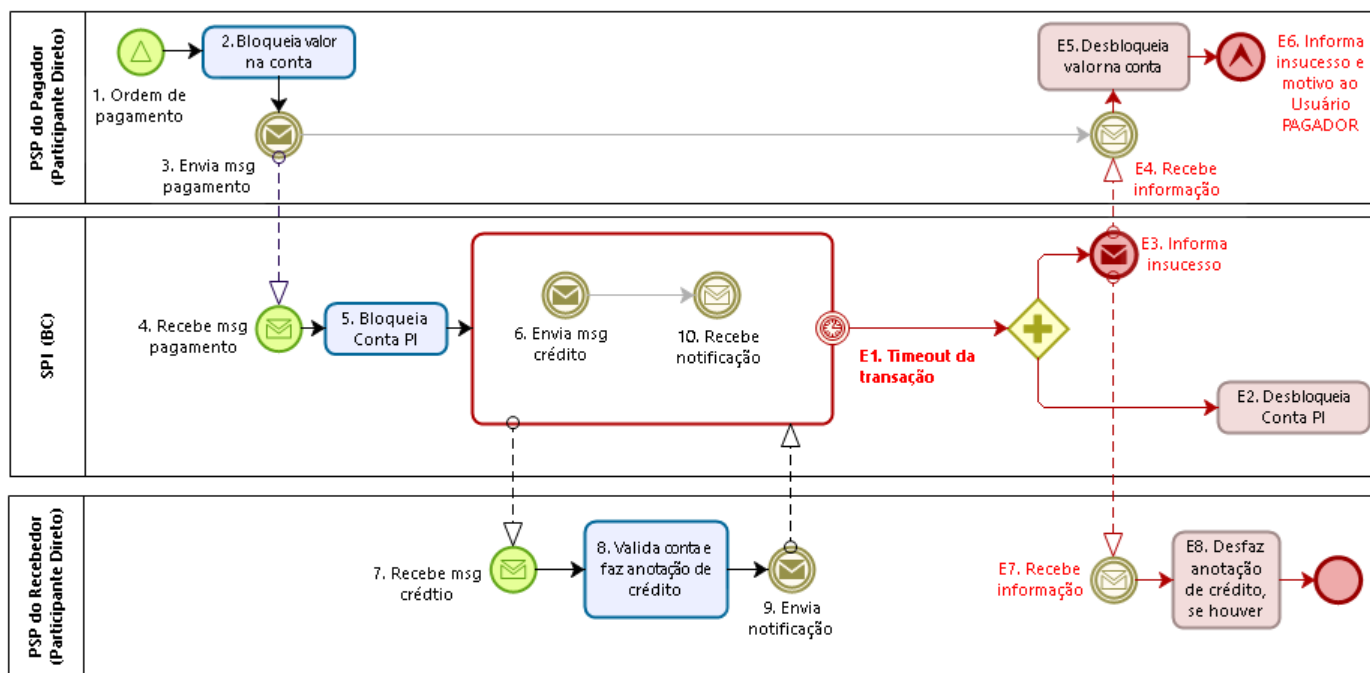 PSP do Pagador
(Participante Direto)
1. Ordem de
pagamento
2. Bloqueia valor
na conta
3. Envia msg
pagamento
E5. Desbloqueia
valor na conta
E6. Informa
insucesso e
motivo ao
Usuário
PAGADOR
E4. Recebe
informação
SPI (BC)
4. Recebe msg
pagamento
5. Bloqueia
Conta PI
6. Envia msg
crédito
10. Recebe
notificação
E1. Timeout da
transação
E3. Informa
insucesso
E2. Desbloqueia
Conta PI
PSP do Recebedor
(Participante Direto)
7. Recebe msg
crédtio
8. Valida conta e
faz anotação de
crédito
9. Envia
notificação
E7. Recebe
informação
E8. Desfaz
anotação
de crédito,
se houver